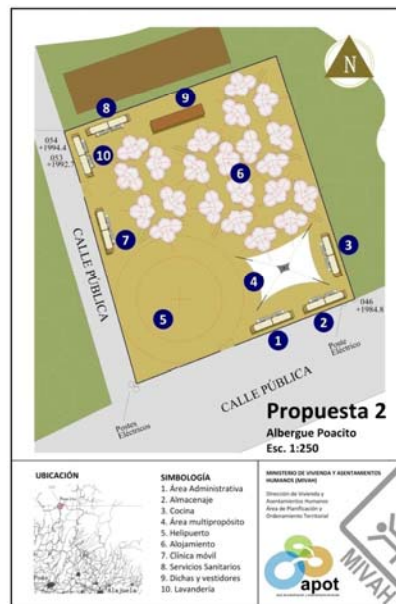 N
8
9
054
+1994.4
053
+1992.7
10
6
7
CALLE PÚBLICA
3
4
5
046
+1984.8
2
1
Poste
Eléctrico
CALLE PÚBLICA
Postes
Eléctricos
Propuesta 2
Albergue Poacito
Esc. 1:250
UBICACIÓN
Alajuela
SIMBOLOGÍA
1. Área Administrativa
2. Almacenaje
3. Cocina
4. Área multipropósito
5. Helipuerto
6. Alojamiento
7. Clínica móvil
8. Servicios Sanitarios
9. Dichas y vestidores
10. Lavandería
MINISTERIO DE VIVIENDA Y ASENTAMIENTOS
HUMANOS (MIVAH)
Dirección de Vivienda y
Asentamientos Humanos
Área de Planificación y
Ordenamiento Territorial
apot
MIVAH